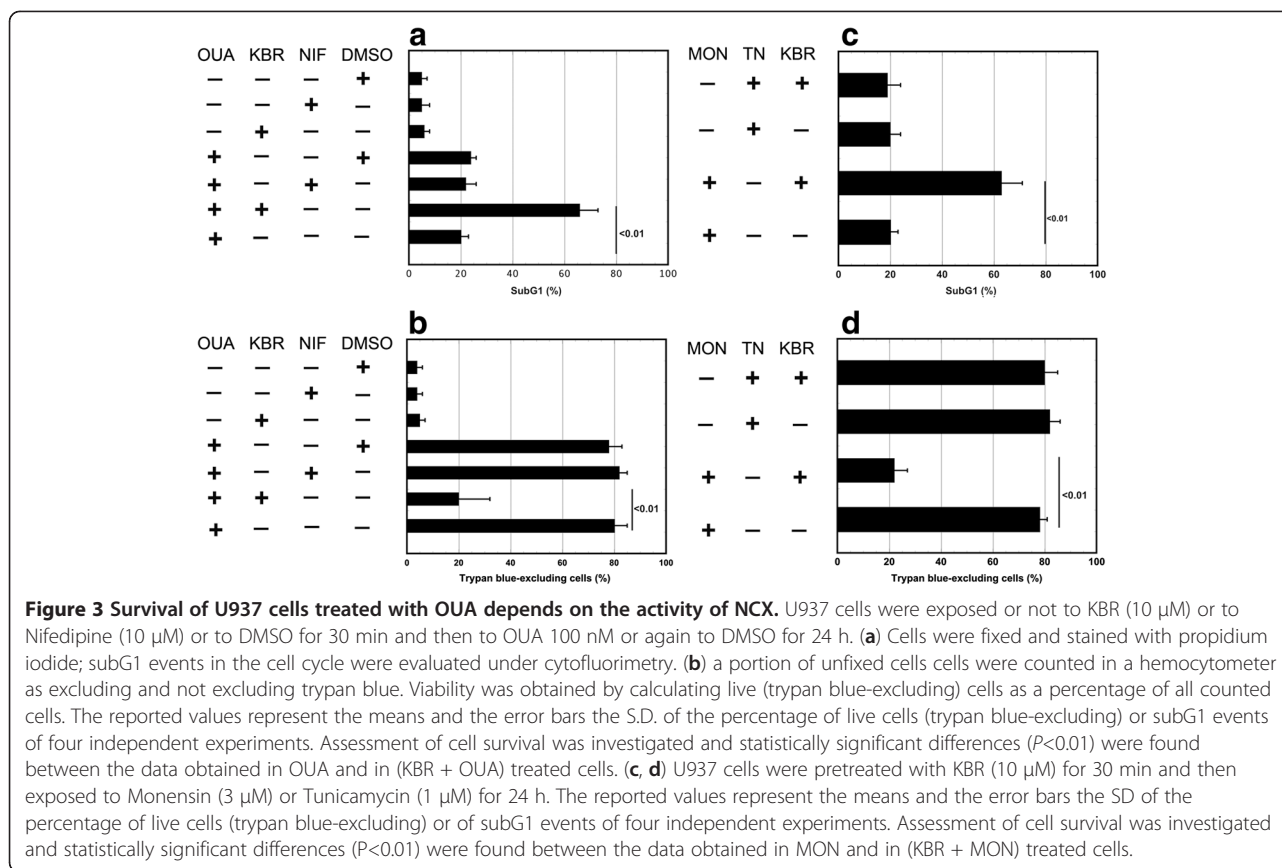 a
OUA KBR NIF DMSO
— — — +
— — + —
— + — —
+ — — +
+ — + —
+ + — —
+ — — —
<0.01
0 20 40 60 80 100
SubG1 (%)
c
MON TN KBR
— + +
— + —
+ — +
+ — —
<0.01
0 20 40 60 80 100
SubG1 (%)
b
OUA KBR NIF DMSO
— — — +
— — + —
— + — —
+ — — +
+ — + —
+ + — —
+ — — —
<0.01
0 20 40 60 80 100
Trypan blue-excluding cells (%)
d
MON TN KBR
— + +
— + —
+ — +
+ — —
<0.01
0 20 40 60 80 100
Trypan blue-excluding cells (%)
Figure 3 Survival of U937 cells treated with OUA depends on the activity of NCX. U937 cells were exposed or not to KBR (10 μM) or to
Nifedipine (10 μM) or to DMSO for 30 min and then to OUA 100 nM or again to DMSO for 24 h. (a) Cells were fixed and stained with propidium
iodide; subG1 events in the cell cycle were evaluated under cytofluorimetry. (b) a portion of unfixed cells cells were counted in a hemocytometer
as excluding and not excluding trypan blue. Viability was obtained by calculating live (trypan blue-excluding) cells as a percentage of all counted
cells. The reported values represent the means and the error bars the S.D. of the percentage of live cells (trypan blue-excluding) or subG1 events
of four independent experiments. Assessment of cell survival was investigated and statistically significant differences (P<0.01) were found
between the data obtained in OUA and in (KBR + OUA) treated cells. (c, d) U937 cells were pretreated with KBR (10 μM) for 30 min and then
exposed to Monensin (3 μM) or Tunicamycin (1 μM) for 24 h. The reported values represent the means and the error bars the SD of the
percentage of live cells (trypan blue-excluding) or of subG1 events of four independent experiments. Assessment of cell survival was investigated
and statistically significant differences (P<0.01) were found between the data obtained in MON and in (KBR + MON) treated cells.